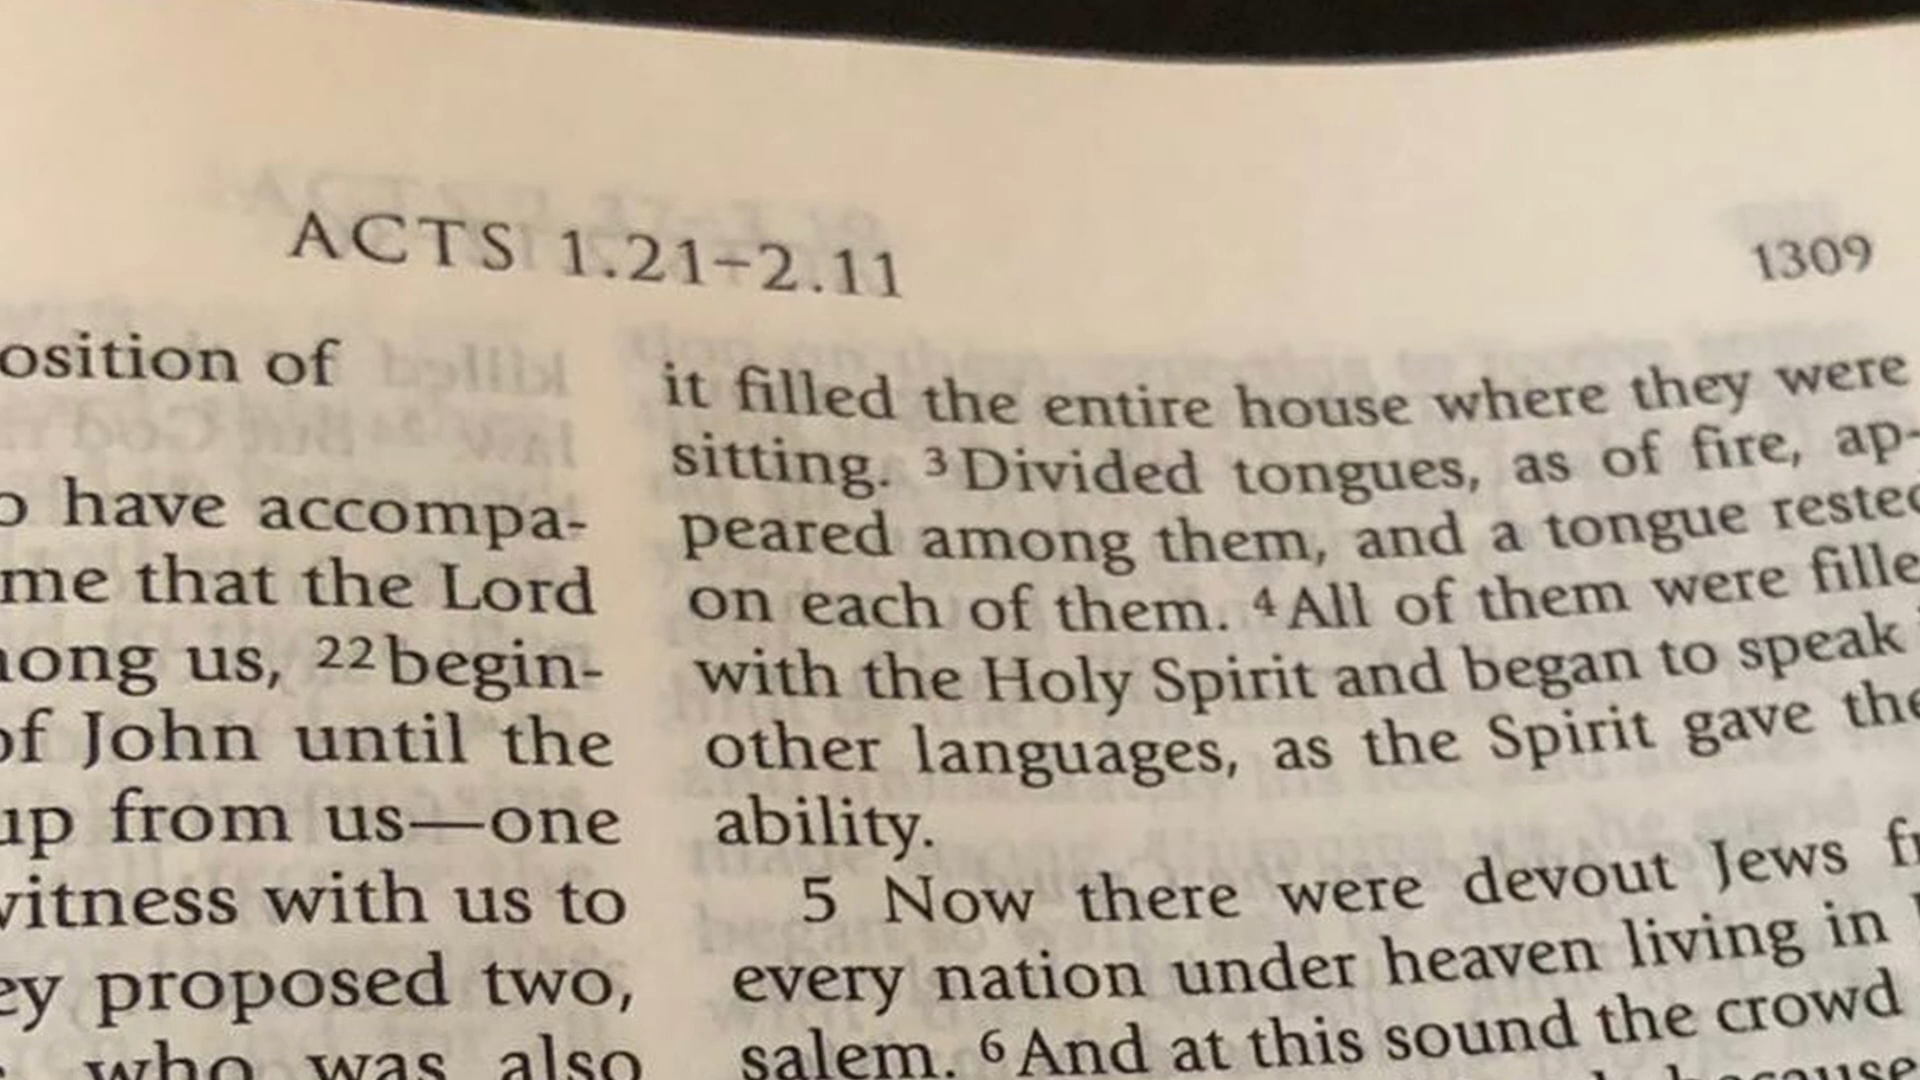 ACTS 1.21–2.11
1309
osition of
have accompa-
me that the Lord
ong us, 22 begin-
of John until the
up from us—one
witness with us to
ey proposed two,
who was also
it filled the entire house where they were
sitting. 3 Divided tongues, as of fire, ap-
peared among them, and a tongue rested
on each of them. 4 All of them were fille
with the Holy Spirit and began to speak
other languages, as the Spirit gave the
ability.
5 Now there were devout Jews fr
every nation under heaven living in
salem. 6 And at this sound the crowd
because